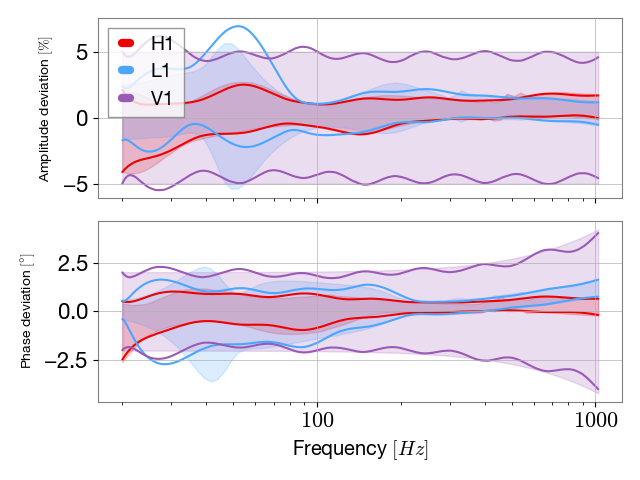 H1
L1
V1
Amplitude deviation [%]
5
0
−5
Phase deviation [°]
2.5
0.0
−2.5
100
1000
Frequency [Hz]